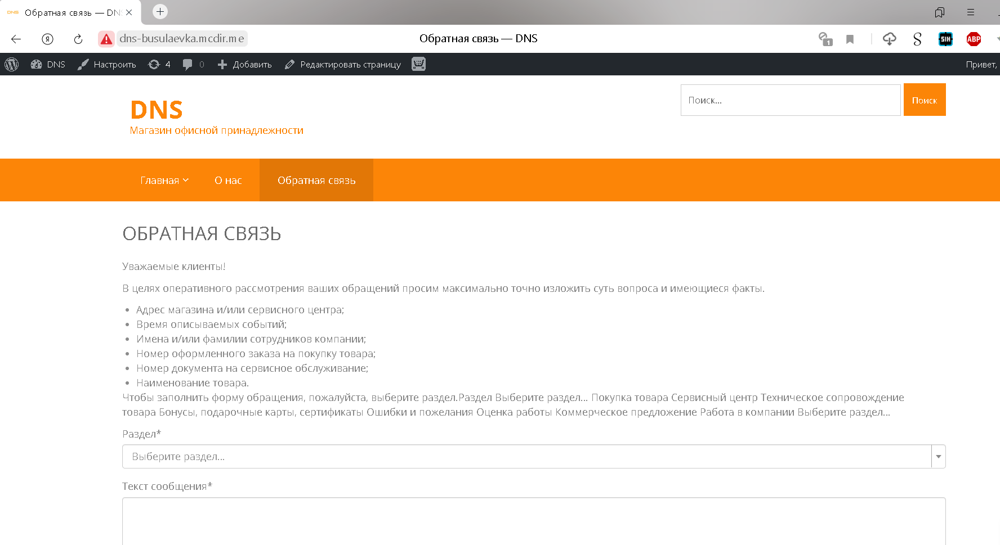 DNS Обратная связь — DN
dns-busulaevka.mcdir.me Обратная связь — DNS 1 S SIH ABP
DNS Настроить 4 0 Добавить Редактировать страницу Привет,
DNS
Магазин офисной принадлежности
Поиск... Поиск
Главная О нас Обратная связь
ОБРАТНАЯ СВЯЗЬ
Уважаемые клиенты!
В целях оперативного рассмотрения ваших обращений просим максимально точно изложить суть вопроса и имеющиеся факты.
• Адрес магазина и/или сервисного центра;
• Время описываемых событий;
• Имена и/или фамилии сотрудников компании;
• Номер оформленного заказа на покупку товара;
• Номер документа на сервисное обслуживание;
• Наименование товара.
Чтобы заполнить форму обращения, пожалуйста, выберите раздел.Раздел Выберите раздел... Покупка товара Сервисный центр Техническое сопровождение
товара Бонусы, подарочные карты, сертификаты Ошибки и пожелания Оценка работы Коммерческое предложение Работа в компании Выберите раздел...
Раздел*
Выберите раздел...
Текст сообщения*